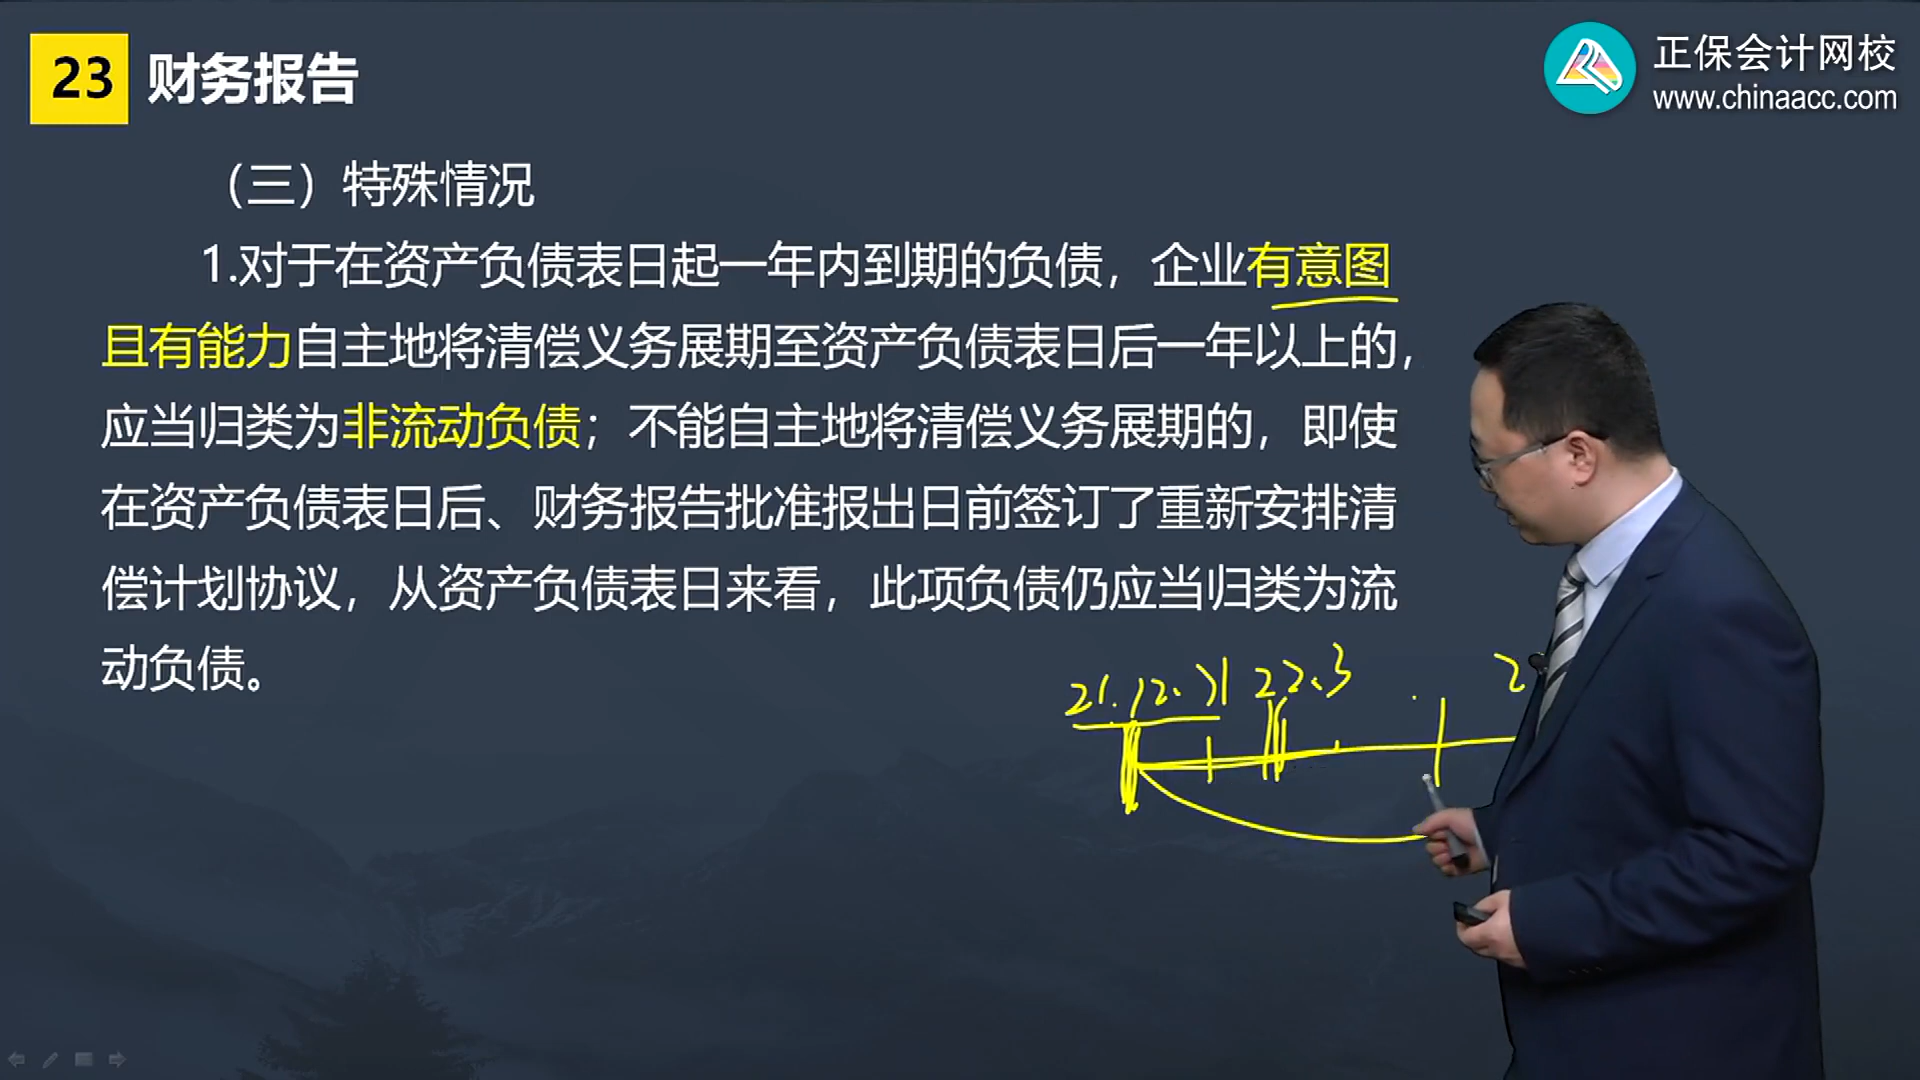 23 财务报告
正保会计网校
www.chinaacc.com
（三）特殊情况
1.对于在资产负债表日起一年内到期的负债，企业有意图
且有能力自主地将清偿义务展期至资产负债表日后一年以上的，
应当归类为非流动负债；不能自主地将清偿义务展期的，即使
在资产负债表日后、财务报告批准报出日前签订了重新安排清
偿计划协议，从资产负债表日来看，此项负债仍应当归类为流
动负债。
21.12.31 22.3 2